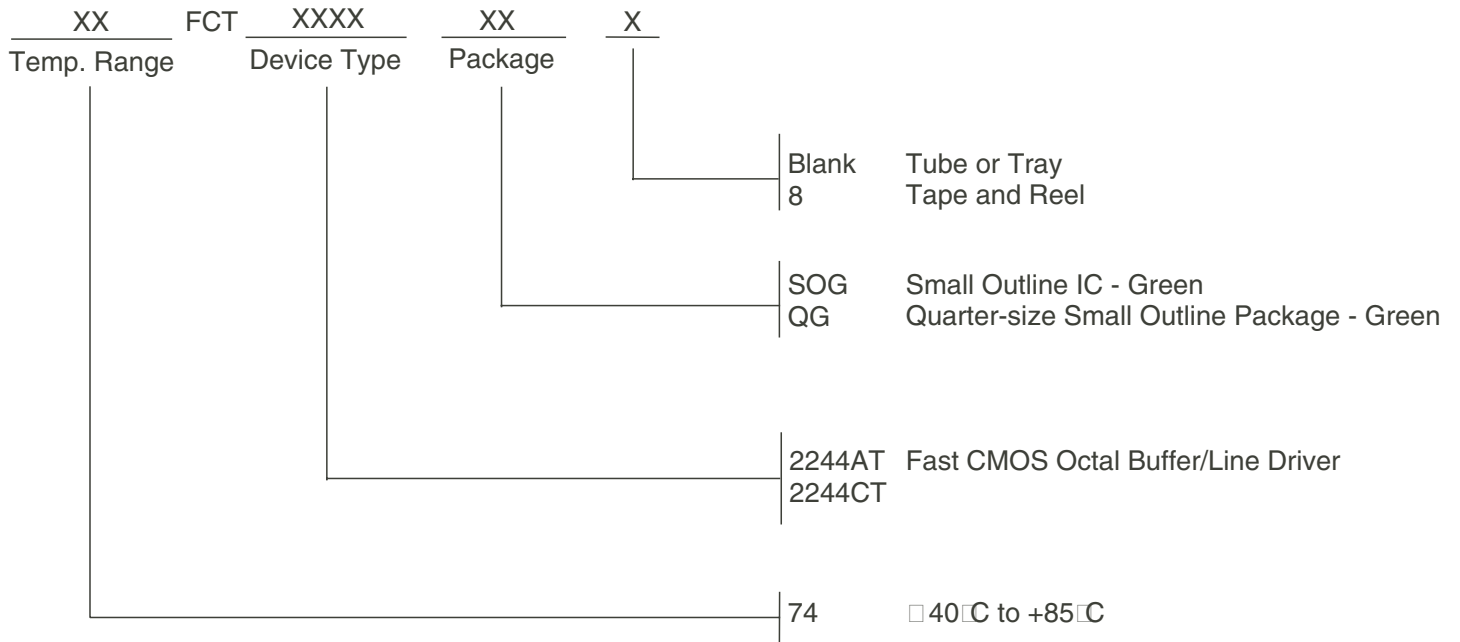 XX FCT XXXX XX X
Temp. Range Device Type Package
Blank Tube or Tray
8 Tape and Reel
SOG Small Outline IC - Green
QG Quarter-size Small Outline Package - Green
2244AT Fast CMOS Octal Buffer/Line Driver
2244CT
74 □40□C to +85□C